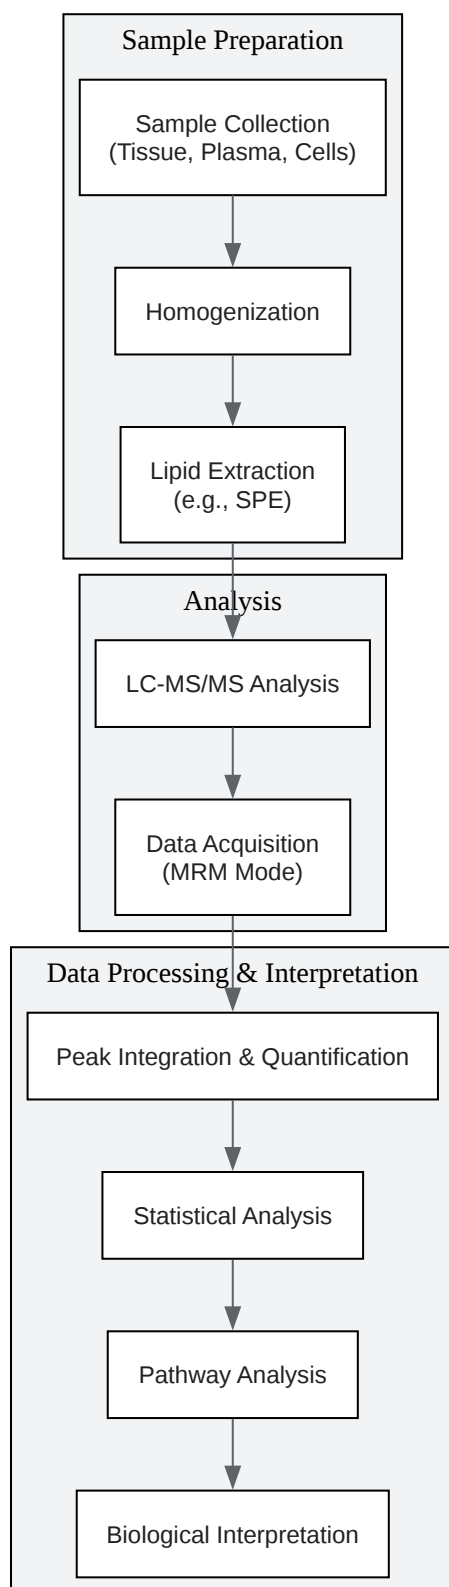 Sample Preparation
Sample Collection
(Tissue, Plasma, Cells)
Homogenization
Lipid Extraction
(e.g., SPE)
Analysis
LC-MS/MS Analysis
Data Acquisition
(MRM Mode)
Data Processing & Interpretation
Peak Integration & Quantification
Statistical Analysis
Pathway Analysis
Biological Interpretation